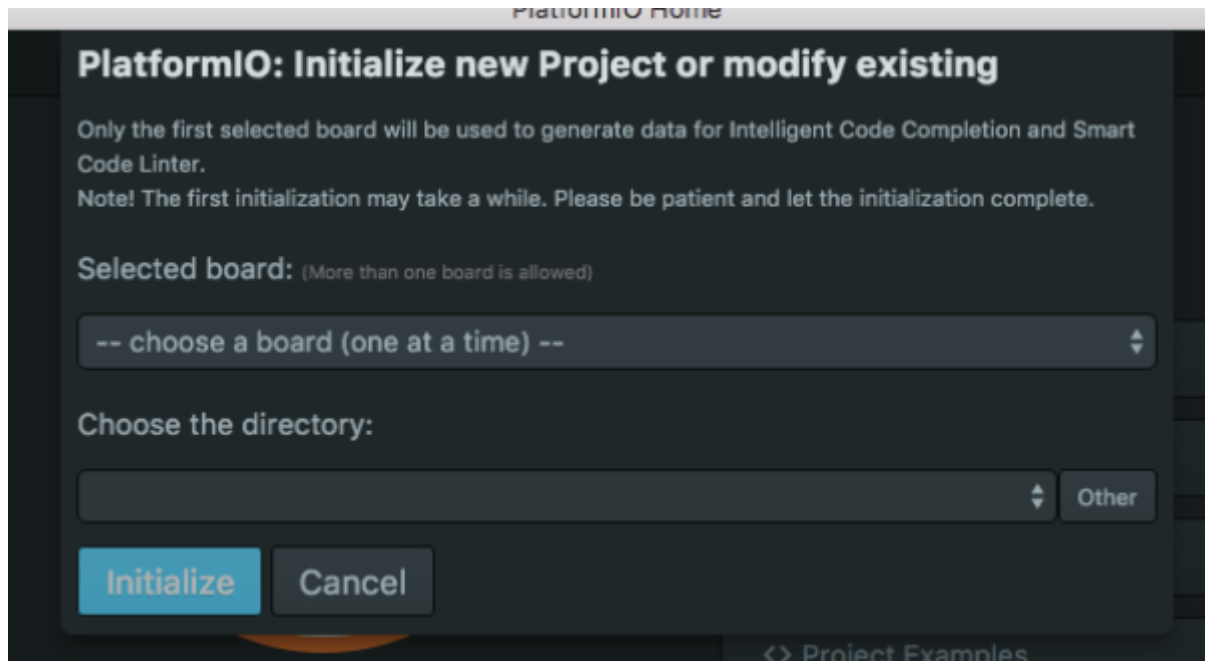 PlatformIO Home
PlatformIO: Initialize new Project or modify existing
Only the first selected board will be used to generate data for Intelligent Code Completion and Smart
Code Linter.
Note! The first initialization may take a while. Please be patient and let the initialization complete.
Selected board: (More than one board is allowed)
-- choose a board (one at a time) --
Choose the directory:
Other
Initialize Cancel
<> Project Examples